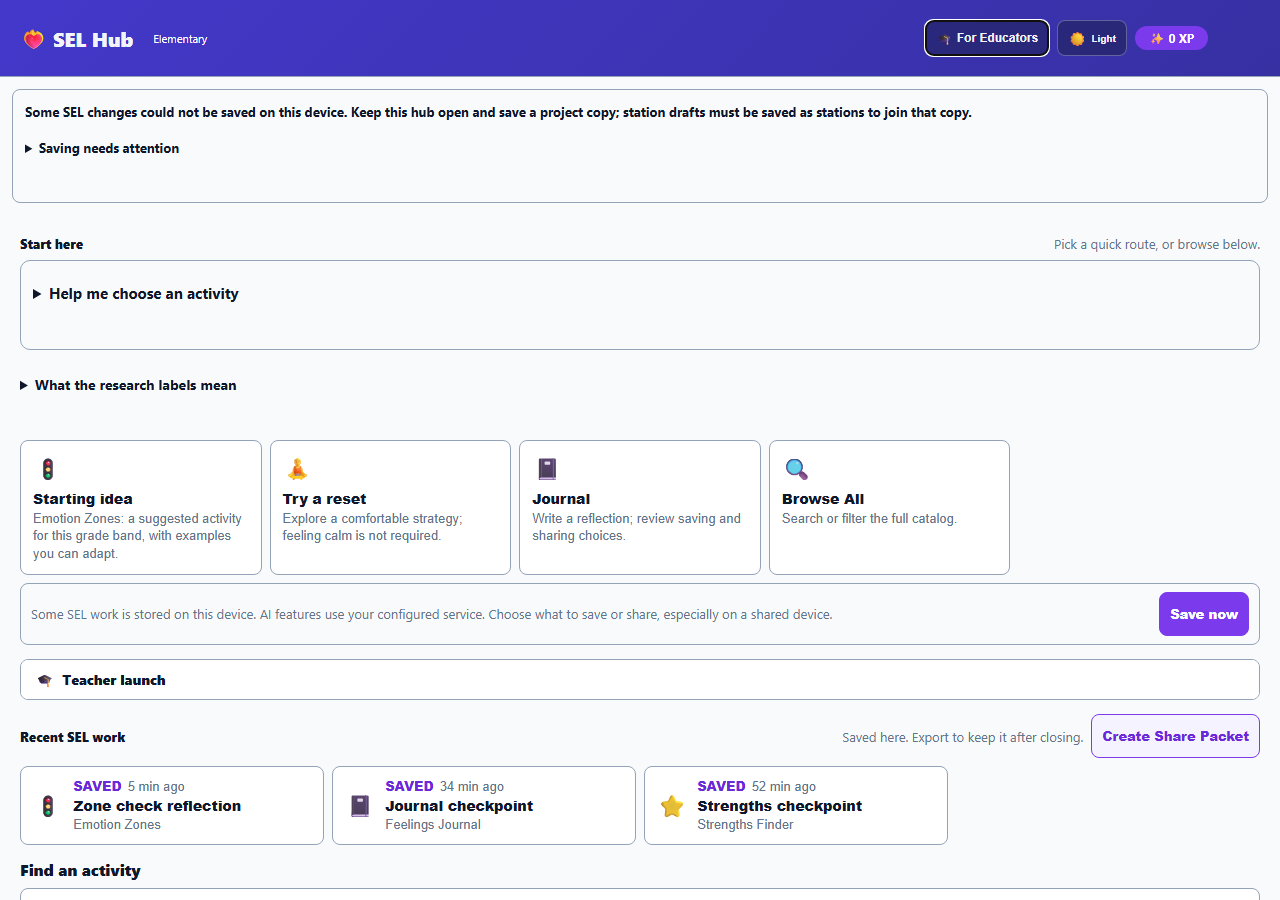 SEL Hub
Elementary
For Educators
Light
0 XP
Some SEL changes could not be saved on this device. Keep this hub open and save a project copy; station drafts must be saved as stations to join that copy.
Saving needs attention
Start here
Pick a quick route, or browse below.
Help me choose an activity
What the research labels mean
Starting idea
Emotion Zones: a suggested activity
for this grade band, with examples
you can adapt.
Try a reset
Explore a comfortable strategy;
feeling calm is not required.
Journal
Write a reflection; review saving and
sharing choices.
Browse All
Search or filter the full catalog.
Some SEL work is stored on this device. AI features use your configured service. Choose what to save or share, especially on a shared device.
Save now
Teacher launch
Recent SEL work
Saved here. Export to keep it after closing.
Create Share Packet
SAVED 5 min ago
Zone check reflection
Emotion Zones
SAVED 34 min ago
Journal checkpoint
Feelings Journal
SAVED 52 min ago
Strengths checkpoint
Strengths Finder
Find an activity